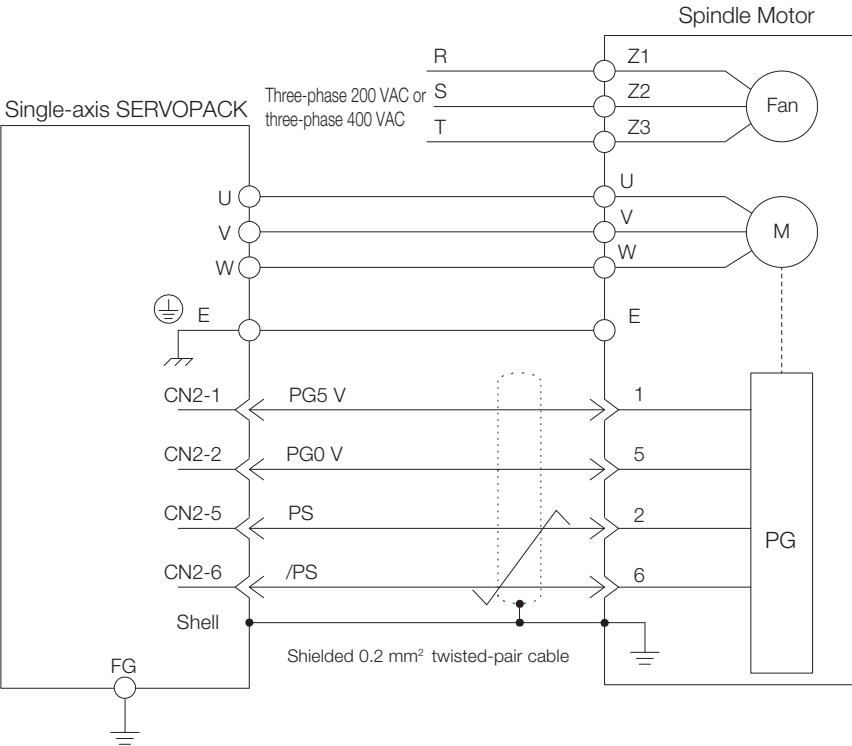 Spindle Motor
R
Z1
Three-phase 200 VAC or
three-phase 400 VAC
S
Z2
Fan
T
Z3
Single-axis SERVOPACK
U
U
V
V
M
W
W
E
E
CN2-1
PG5 V
1
CN2-2
PG0 V
5
CN2-5
PS
2
PG
CN2-6
/PS
6
Shell
Shielded 0.2 mm² twisted-pair cable
FG